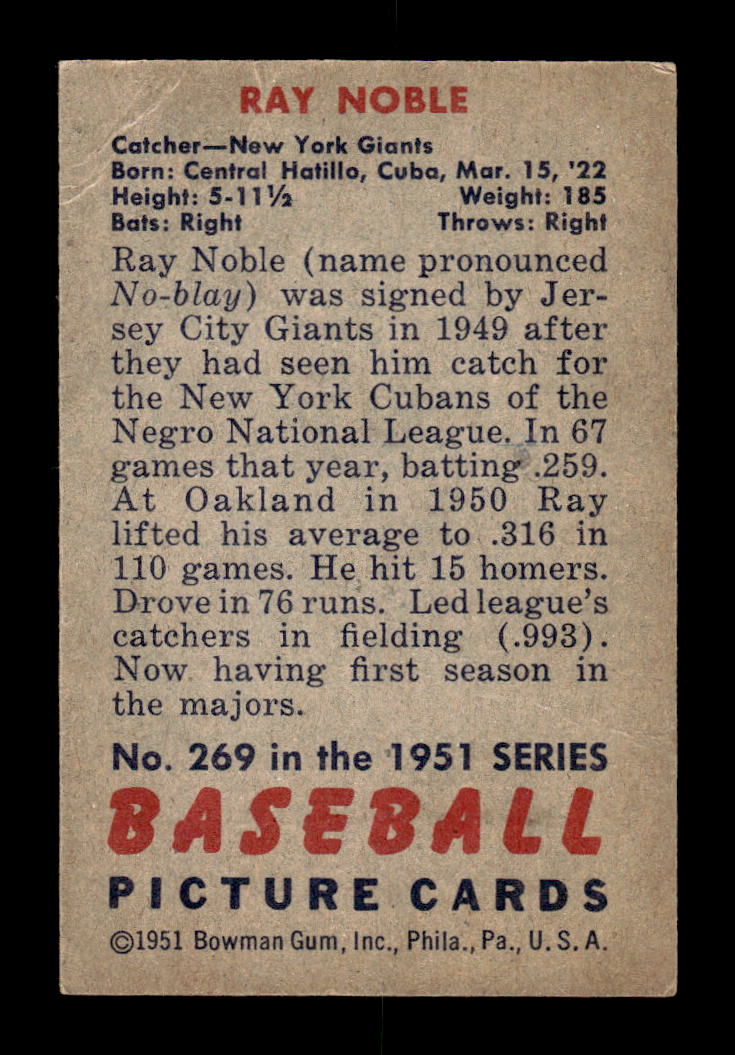 RAY NOBLE
Catcher—New York Giants
Born: Central Hatillo, Cuba, Mar. 15, '22
Height: 5-11½ Weight: 185
Bats: Right Throws: Right
Ray Noble (name pronounced
No-blay) was signed by Jer-
sey City Giants in 1949 after
they had seen him catch for
the New York Cubans of the
Negro National League. In 67
games that year, batting .259.
At Oakland in 1950 Ray
lifted his average to .316 in
110 games. He hit 15 homers.
Drove in 76 runs. Led league's
catchers in fielding (.993).
Now having first season in
the majors.
No. 269 in the 1951 SERIES
BASEBALL
PICTURE CARDS
©1951 Bowman Gum, Inc., Phila., Pa., U.S.A.